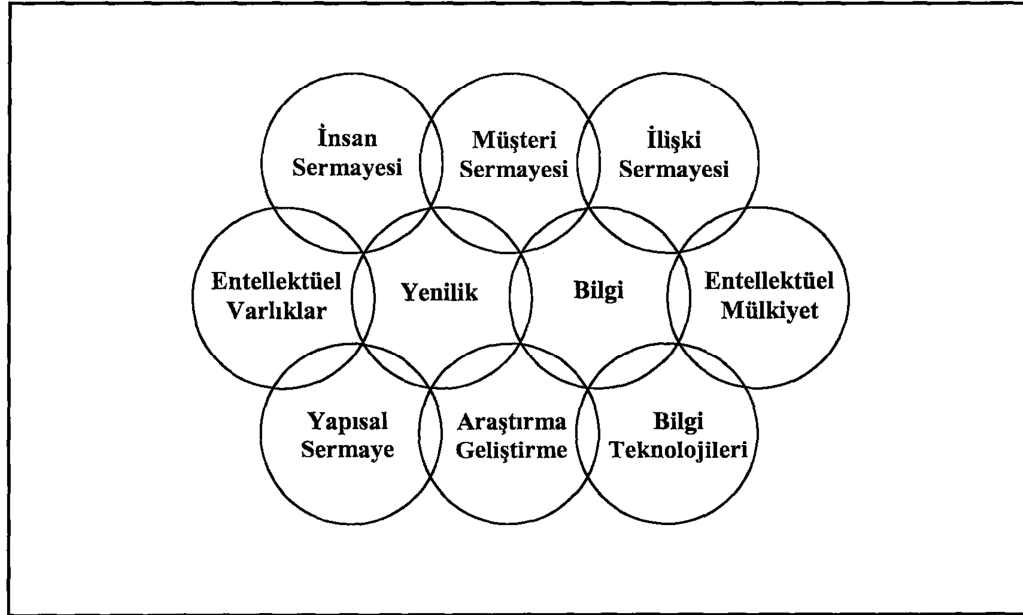 İnsan
Sermayesi
Müşteri
Sermayesi
İlişki
Sermayesi
Entellektüel
Varlıklar
Yenilik
Bilgi
Entellektüel
Mülkiyet
Yapısal
Sermaye
Araştırma
Geliştirme
Bilgi
Teknolojileri